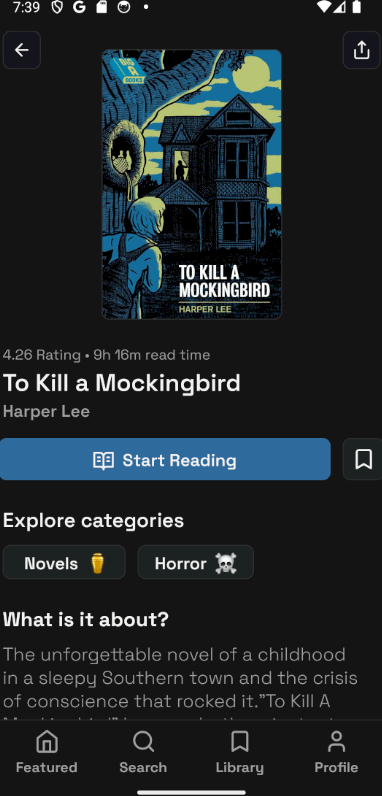 7:39
BIG
A
BOOKS
TO KILL A
MOCKINGBIRD
HARPER LEE
4.26 Rating • 9h 16m read time
To Kill a Mockingbird
Harper Lee
Start Reading
Explore categories
Novels
Horror
What is it about?
The unforgettable novel of a childhood
in a sleepy Southern town and the crisis
of conscience that rocked it."To Kill A
Featured Search Library Profile